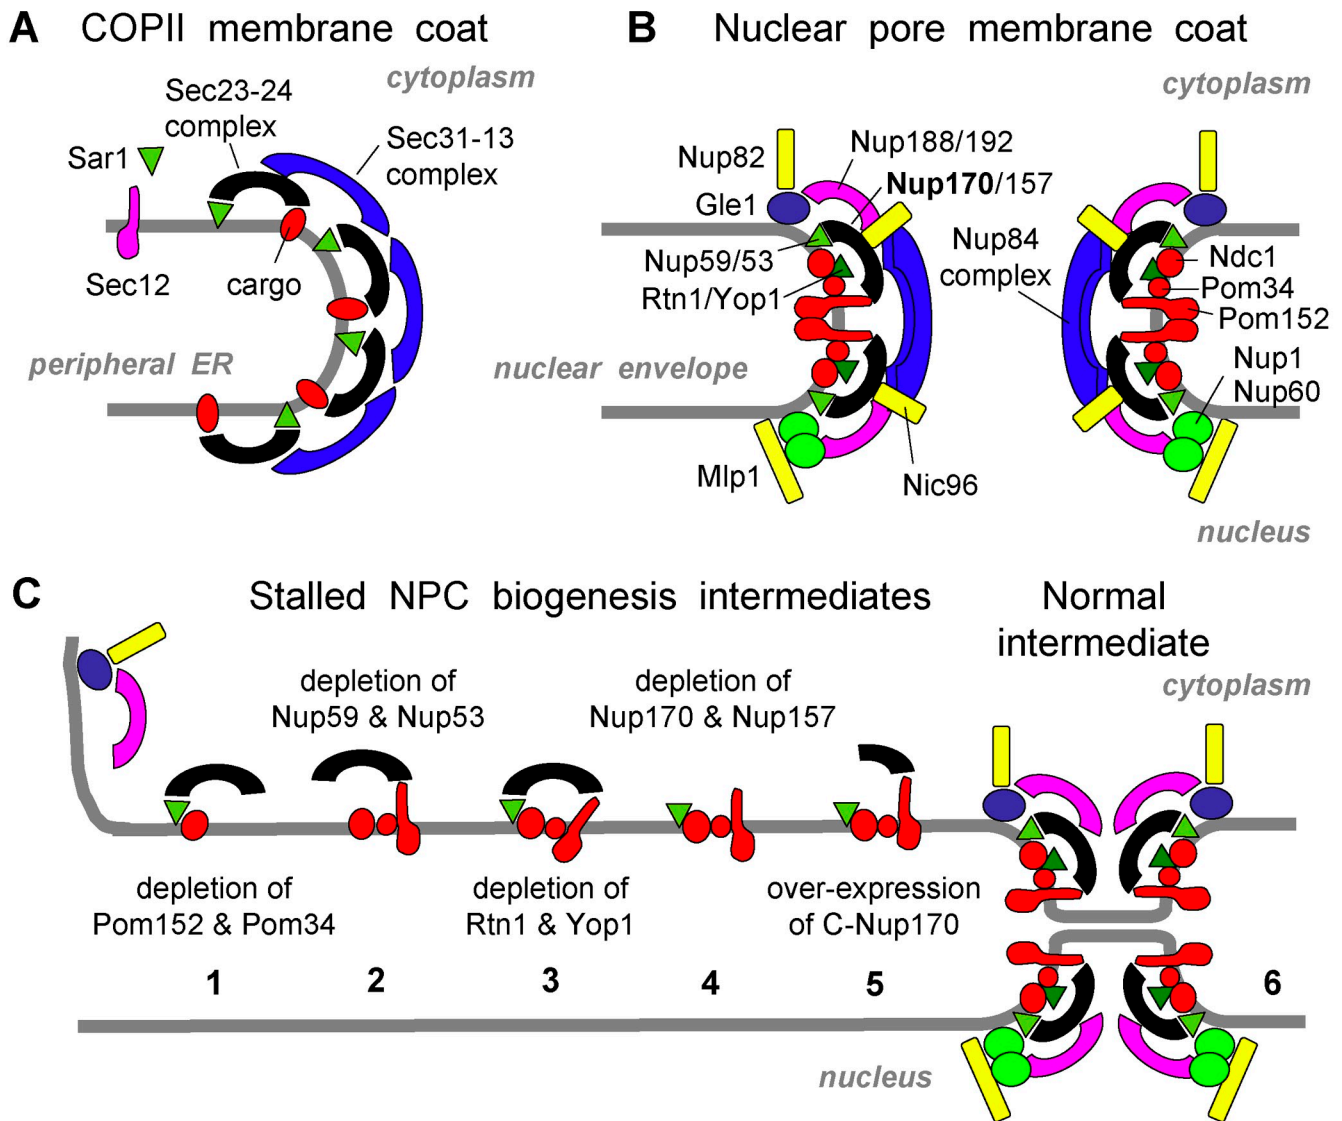 A COPII membrane coat
cytoplasm
Sec23-24
complex
Sar1
Sec31-13
complex
Sec12
cargo
peripheral ER
B Nuclear pore membrane coat
cytoplasm
Nup82
Nup188/192
Nup170/157
Gle1
Nup84
complex
Nup59/53
Rtn1/Yop1
Ndc1
Pom34
Pom152
nuclear envelope
Nup1
Nup60
Mlp1
Nic96
nucleus
C Stalled NPC biogenesis intermediates
Normal
intermediate
cytoplasm
depletion of
Nup59 & Nup53
depletion of
Nup170 & Nup157
depletion of
Pom152 & Pom34
depletion of
Rtn1 & Yop1
over-expression
of C-Nup170
1 2 3 4 5 6
nucleus